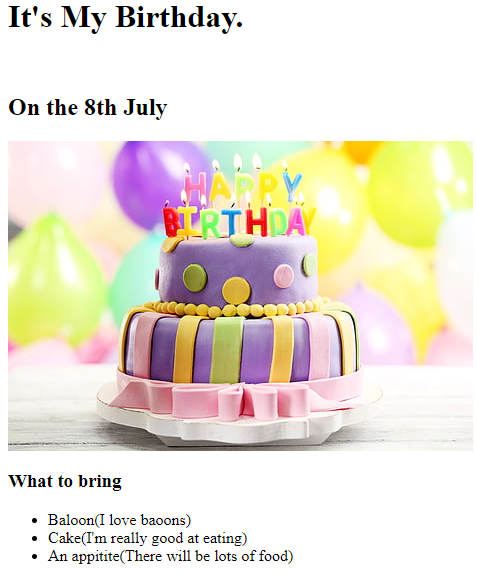 It's My Birthday.
On the 8th July
HAPPY
BIRTHDAY
What to bring
Baloon(I love baoons)
Cake(I'm really good at eating)
An appitite(There will be lots of food)